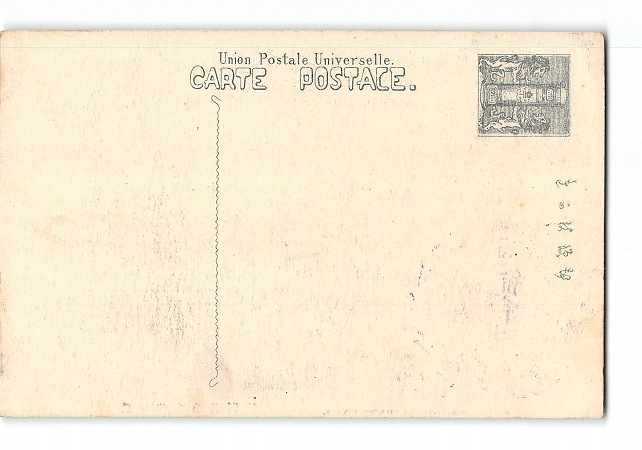 Union Postale Universelle.
CARTE POSTALE.